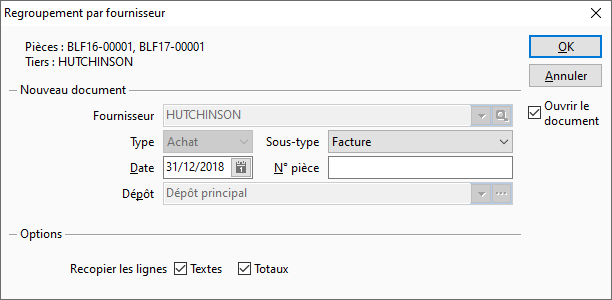 Regroupement par fournisseur
Pièces : BLF16-00001, BLF17-00001
Tiers : HUTCHINSON
OK
Annuler
Ouvrir le
document
Nouveau document
Fournisseur HUTCHINSON
Type Achat Sous-type Facture
Date 31/12/2018 N° pièce
Dépôt Dépôt principal
Options
Recopier les lignes Textes Totaux